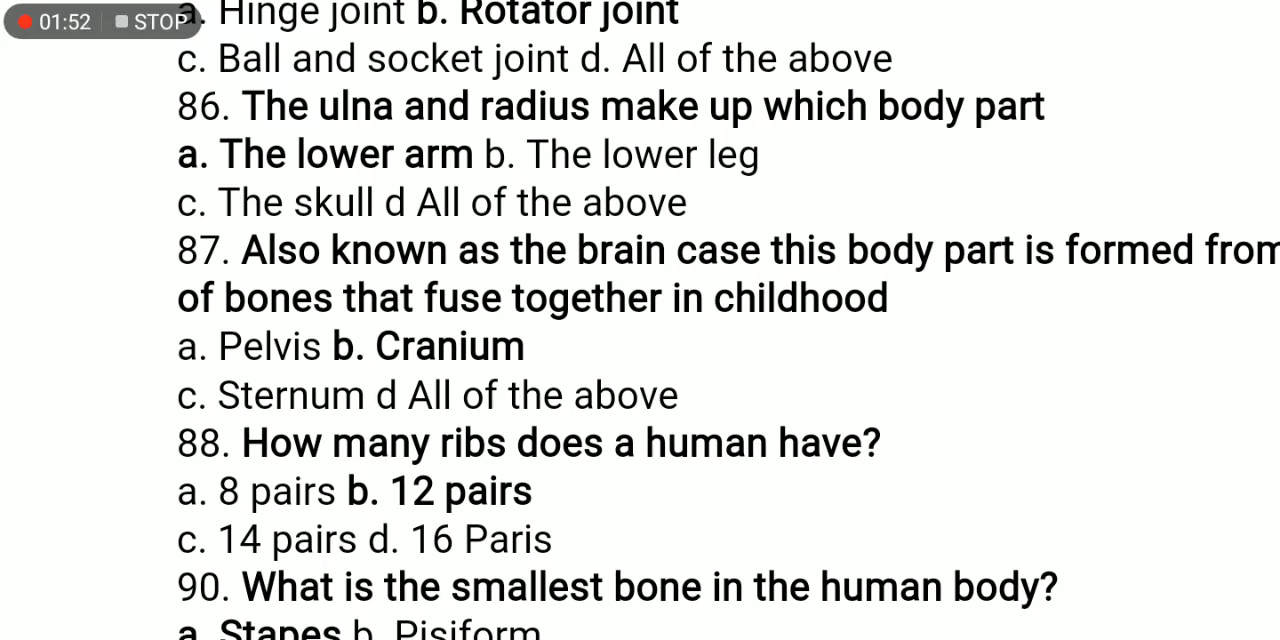 01:52 STOP
a. Hinge joint b. Rotator joint
c. Ball and socket joint d. All of the above
86. The ulna and radius make up which body part
a. The lower arm b. The lower leg
c. The skull d All of the above
87. Also known as the brain case this body part is formed from
of bones that fuse together in childhood
a. Pelvis b. Cranium
c. Sternum d All of the above
88. How many ribs does a human have?
a. 8 pairs b. 12 pairs
c. 14 pairs d. 16 Paris
90. What is the smallest bone in the human body?
a. Stapes b. Pisiform